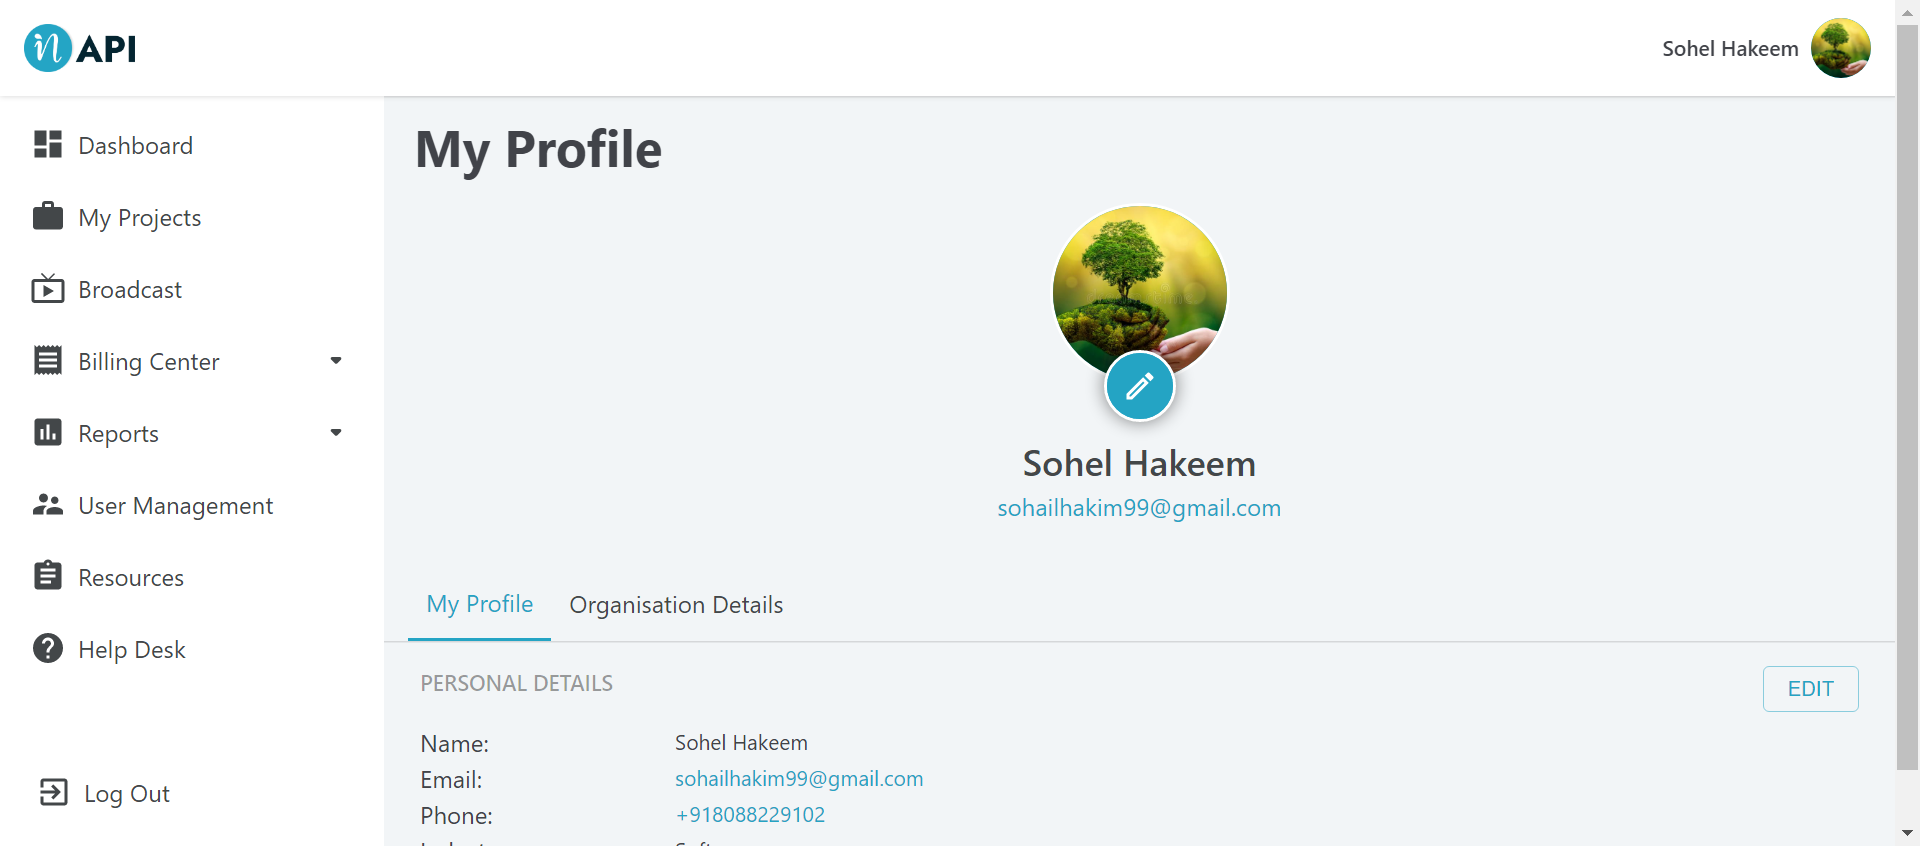 in API
Sohel Hakeem
Dashboard
My Projects
Broadcast
Billing Center
Reports
User Management
Resources
Help Desk
Log Out
My Profile
Sohel Hakeem
sohailhakim99@gmail.com
My Profile
Organisation Details
PERSONAL DETAILS
EDIT
Name: Sohel Hakeem
Email: sohailhakim99@gmail.com
Phone: +918088229102